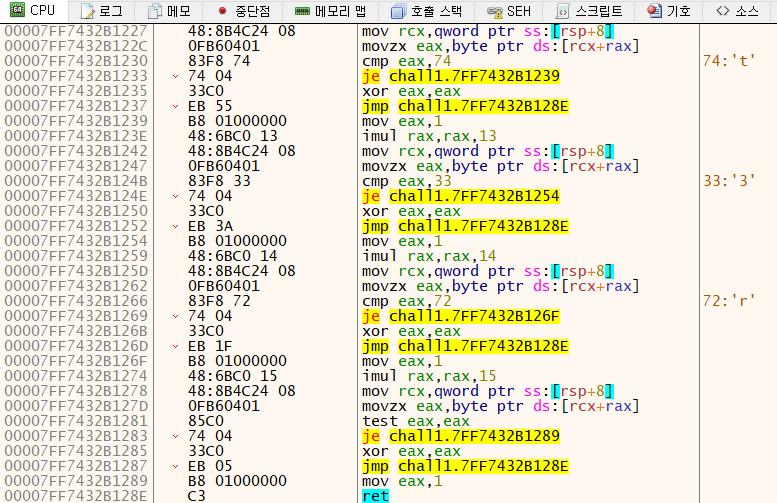 CPU 로그 메모 중단점 메모리 맵 호출 스택 SEH 스크립트 기호 소스
00007FF7432B1227 48:8B4C24 08 mov rcx,qword ptr ss:[rsp+8]
00007FF7432B122C 0FB60401 movzx eax,byte ptr ds:[rcx+rax]
00007FF7432B1230 83F8 74 cmp eax,74 74:'t'
00007FF7432B1233 74 04 je chall1.7FF7432B1239
00007FF7432B1235 33C0 xor eax,eax
00007FF7432B1237 EB 55 jmp chall1.7FF7432B128E
00007FF7432B1239 B8 01000000 mov eax,1
00007FF7432B123E 48:6BC0 13 imul rax,rax,13
00007FF7432B1242 48:8B4C24 08 mov rcx,qword ptr ss:[rsp+8]
00007FF7432B1247 0FB60401 movzx eax,byte ptr ds:[rcx+rax]
00007FF7432B124B 83F8 33 cmp eax,33 33:'3'
00007FF7432B124E 74 04 je chall1.7FF7432B1254
00007FF7432B1250 33C0 xor eax,eax
00007FF7432B1252 EB 3A jmp chall1.7FF7432B128E
00007FF7432B1254 B8 01000000 mov eax,1
00007FF7432B1259 48:6BC0 14 imul rax,rax,14
00007FF7432B125D 48:8B4C24 08 mov rcx,qword ptr ss:[rsp+8]
00007FF7432B1262 0FB60401 movzx eax,byte ptr ds:[rcx+rax]
00007FF7432B1266 83F8 72 cmp eax,72 72:'r'
00007FF7432B1269 74 04 je chall1.7FF7432B126F
00007FF7432B126B 33C0 xor eax,eax
00007FF7432B126D EB 1F jmp chall1.7FF7432B128E
00007FF7432B126F B8 01000000 mov eax,1
00007FF7432B1274 48:6BC0 15 imul rax,rax,15
00007FF7432B1278 48:8B4C24 08 mov rcx,qword ptr ss:[rsp+8]
00007FF7432B127D 0FB60401 movzx eax,byte ptr ds:[rcx+rax]
00007FF7432B1281 85C0 test eax,eax
00007FF7432B1283 74 04 je chall1.7FF7432B1289
00007FF7432B1285 33C0 xor eax,eax
00007FF7432B1287 EB 05 jmp chall1.7FF7432B128E
00007FF7432B1289 B8 01000000 mov eax,1
00007FF7432B128E C3 ret